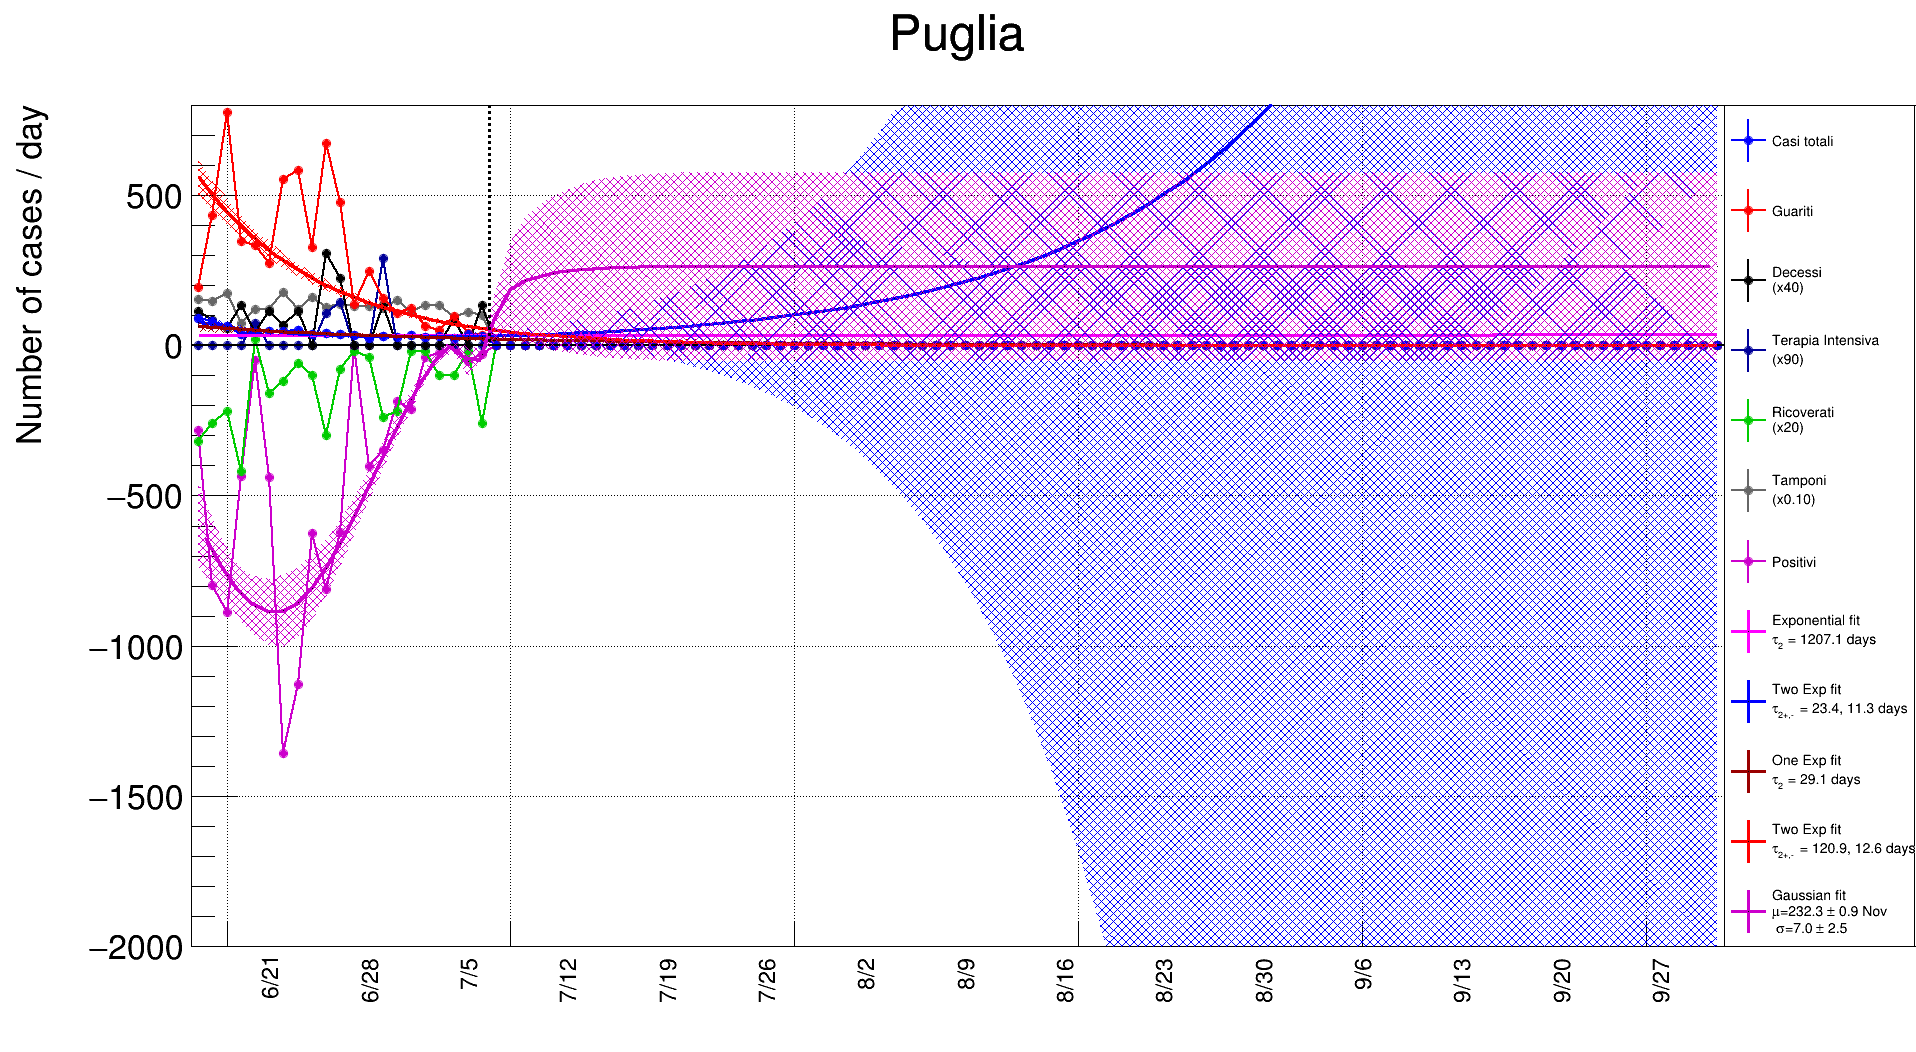 Puglia
Number of cases / day
500
0
−500
−1000
−1500
−2000
6/21
6/28
7/5
7/12
7/19
7/26
8/2
8/9
8/16
8/23
8/30
9/6
9/13
9/20
9/27
Casi totali
Guariti
Decessi
(x40)
Terapia Intensiva
(x90)
Ricoverati
(x20)
Tamponi
(x0.10)
Positivi
Exponential fit
τ2 = 1207.1 days
Two Exp fit
τ2+,- = 23.4, 11.3 days
One Exp fit
τ2 = 29.1 days
Two Exp fit
τ2+,- = 120.9, 12.6 days
Gaussian fit
μ=232.3 ± 0.9 Nov
σ=7.0 ± 2.5